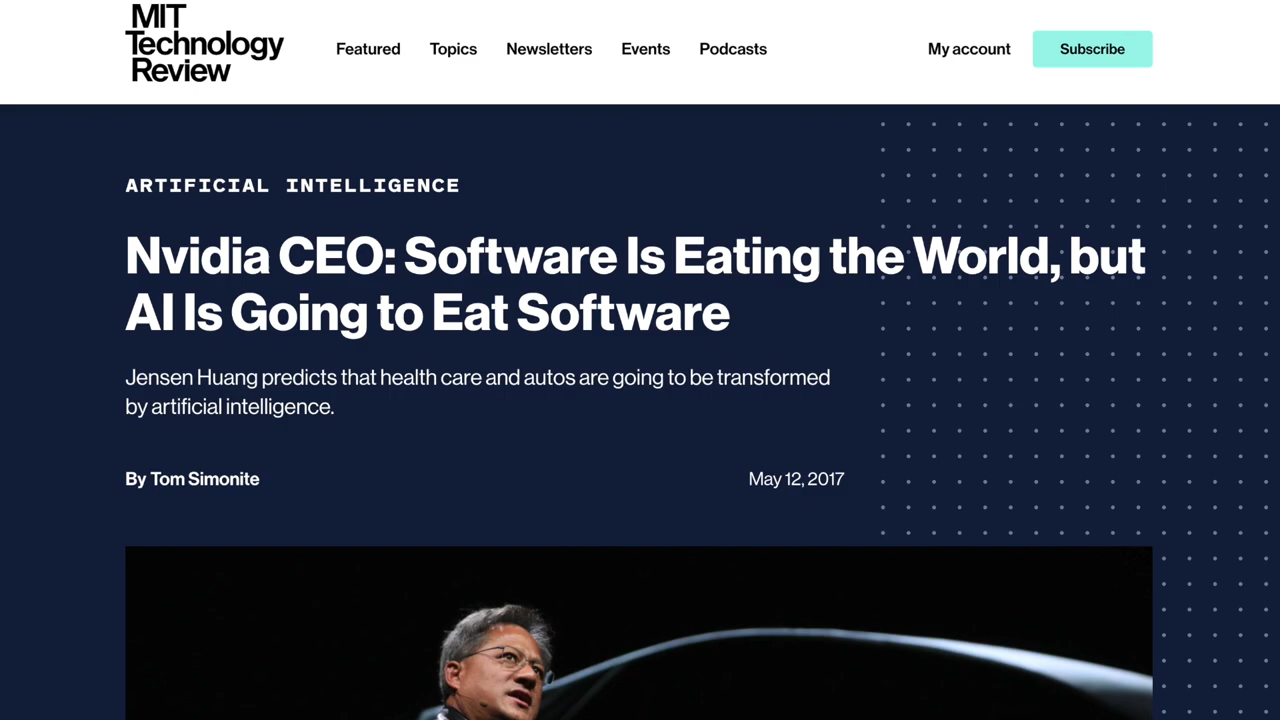 MIT
Technology
Review
Featured Topics Newsletters Events Podcasts My account Subscribe
ARTIFICIAL INTELLIGENCE
Nvidia CEO: Software Is Eating the World, but
AI Is Going to Eat Software
Jensen Huang predicts that health care and autos are going to be transformed
by artificial intelligence.
By Tom Simonite May 12, 2017